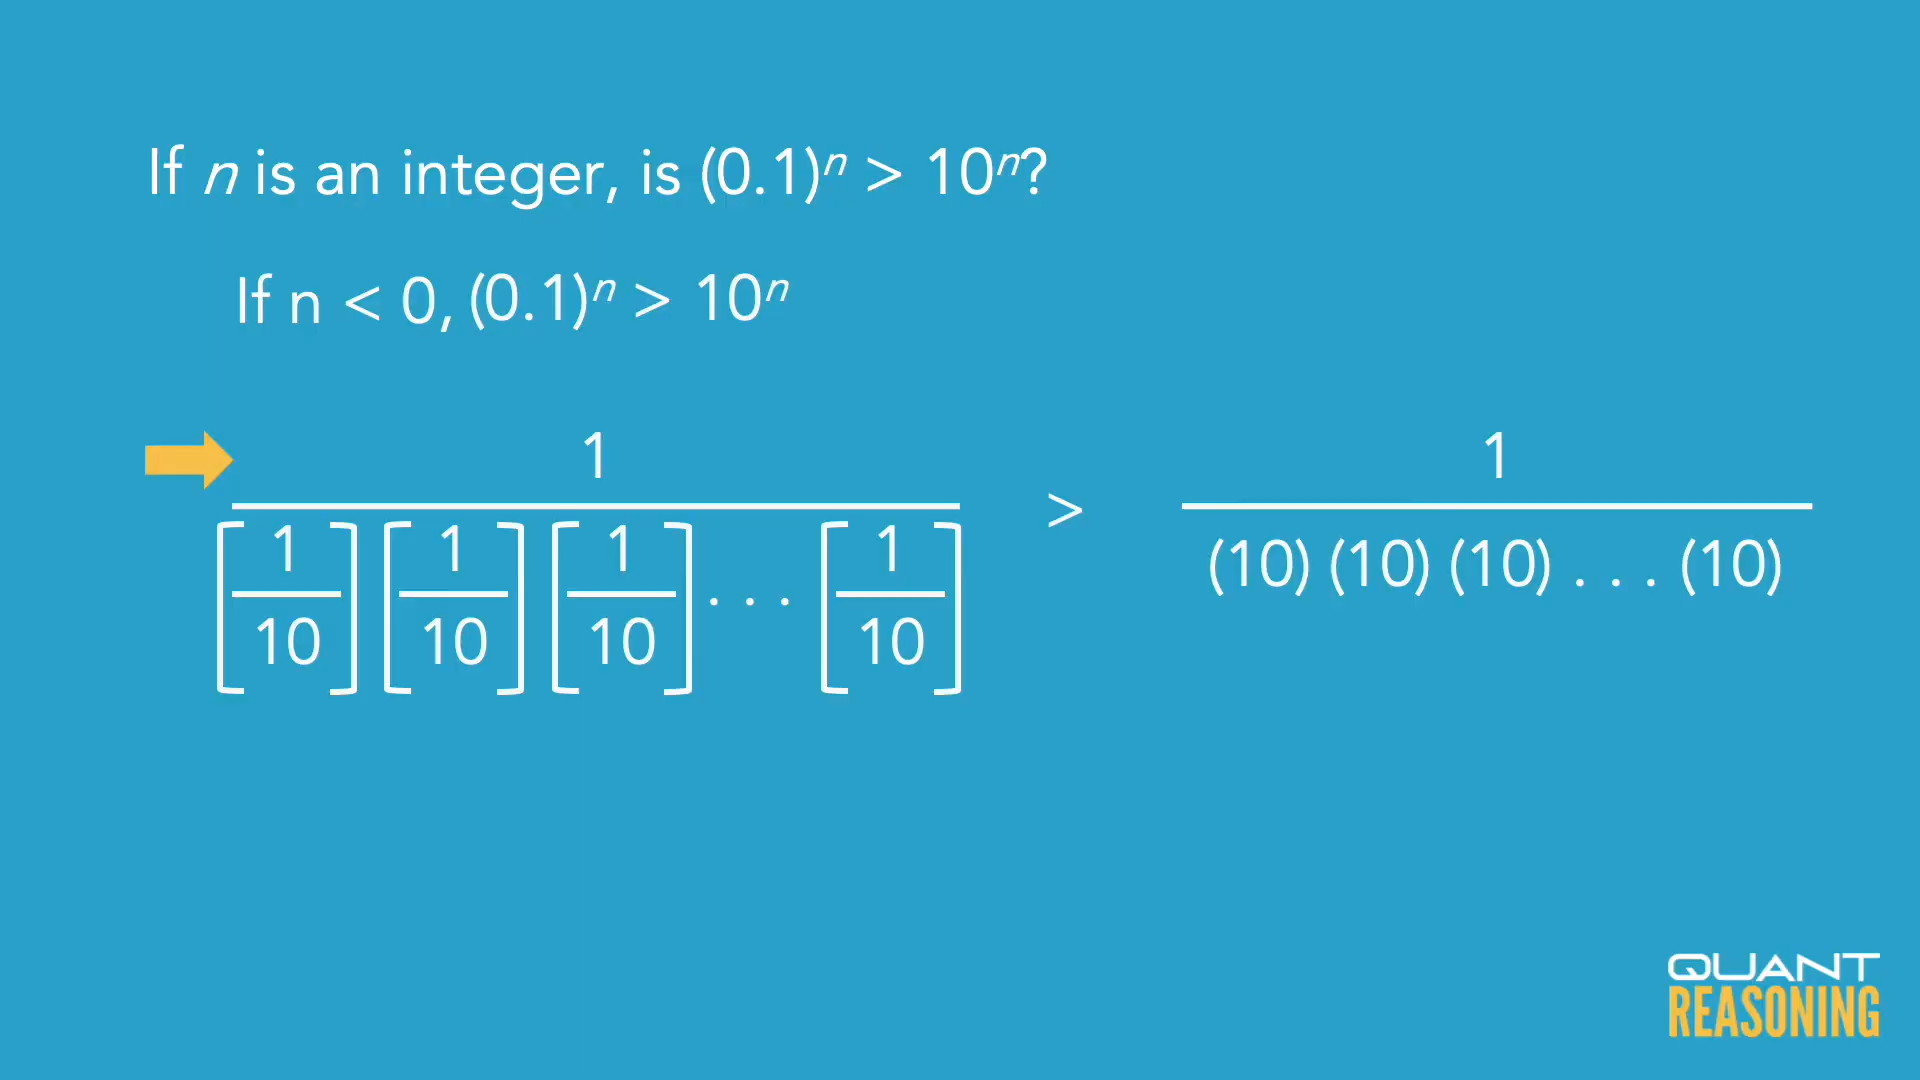 If n is an integer, is (0.1)ⁿ > 10ⁿ?
If n < 0, (0.1)ⁿ > 10ⁿ
1 > 1
[1/10] [1/10] [1/10] . . . [1/10] (10) (10) (10) . . . (10)
QUANT
REASONING